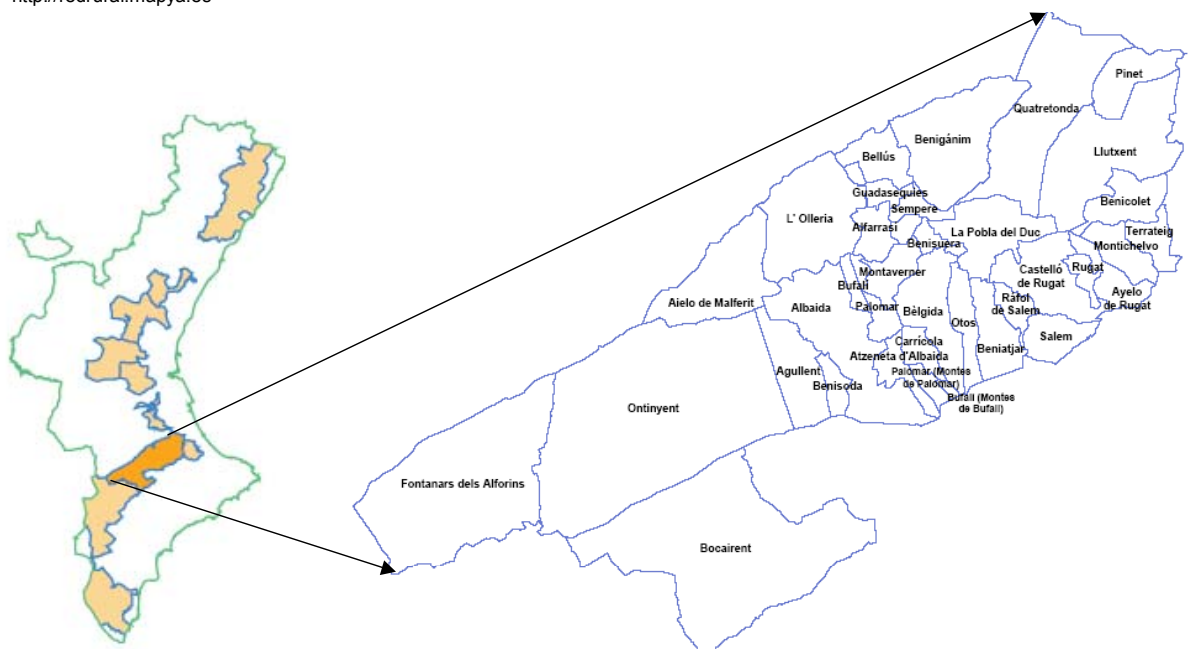 Pinet
Quatretonda
Benigánim
Llutxent
Bellús
Guadasequies
Benicolet
Sempere
L' Olleria
Alfarrasí
Terrateig
La Pobla del Duc
Benisuera
Montichelvo
Montaverner
Castelló
de Rugat
Rugat
Bufali
Aielo de Malferit
Albaida
Palomar
Bèlgida
Otos
Ráfol
de Salem
Ayelo
de Rugat
Carrícola
Salem
Beniatjar
Atzeneta d'Albaida
Agullent
Palomar (Montes
de Palomar)
Benisoda
Bufali (Montes
de Bufali)
Ontinyent
Fontanars dels Alforins
Bocairent